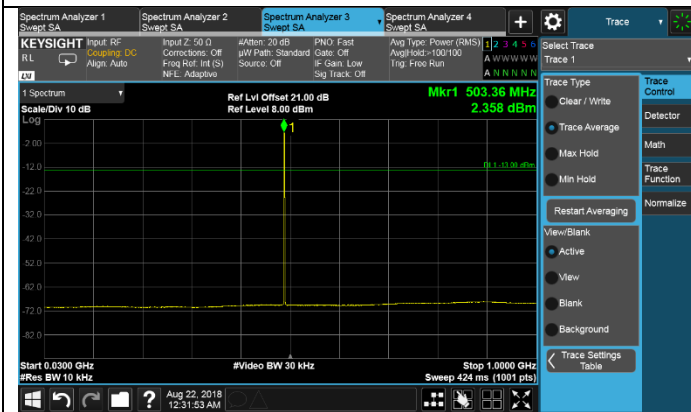 Spectrum Analyzer 1
Swept SA
Spectrum Analyzer 2
Swept SA
Spectrum Analyzer 3
Swept SA
Spectrum Analyzer 4
Swept SA
+
Trace
KEYSIGHT
RL
Input: RF
Coupling: DC
Align: Auto
Input Z: 50 Ω
Corrections: Off
Freq Ref: Int (S)
NFE: Adaptive
#Atten: 20 dB
µW Path: Standard
Source: Off
PNO: Fast
Gate: Off
IF Gain: Low
Sig Track: Off
Avg Type: Power (RMS)
Avg|Hold:>100/100
Trig: Free Run
1 2 3 4 5 6
A W W W W W
A N N N N N
LXI
Select Trace
Trace 1
1 Spectrum
Scale/Div 10 dB
Log
Ref Lvl Offset 21.00 dB
Ref Level 8.00 dBm
Mkr1 503.36 MHz
2.358 dBm
1
DL1 -13.00 dBm
-2.00
-12.0
-22.0
-32.0
-42.0
-52.0
-62.0
-72.0
-82.0
Start 0.0300 GHz
#Res BW 10 kHz
#Video BW 30 kHz
Stop 1.0000 GHz
Sweep 424 ms (1001 pts)
Trace Type
Clear / Write
Trace Average
Max Hold
Min Hold
Restart Averaging
View/Blank
Active
View
Blank
Background
Trace Settings
Table
Trace
Control
Detector
Math
Trace
Function
Normalize
?
Aug 22, 2018
12:31:53 AM